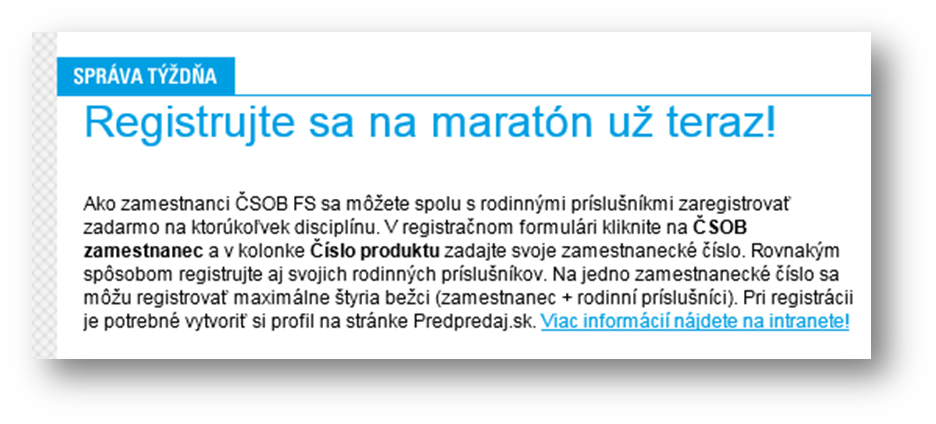 SPRÁVA TÝŽDŇA
Registrujte sa na maratón už teraz!
Ako zamestnanci ČSOB FS sa môžete spolu s rodinnými príslušníkmi zaregistrovať
zadarmo na ktorúkoľvek disciplínu. V registračnom formulári kliknite na ČSOB
zamestnanec a v kolonke Číslo produktu zadajte svoje zamestnanecké číslo. Rovnakým
spôsobom registrujte aj svojich rodinných príslušníkov. Na jedno zamestnanecké číslo sa
môžu registrovať maximálne štyria bežci (zamestnanec + rodinní príslušníci). Pri registrácii
je potrebné vytvoriť si profil na stránke Predpredaj.sk. Viac informácií nájdete na intranete!